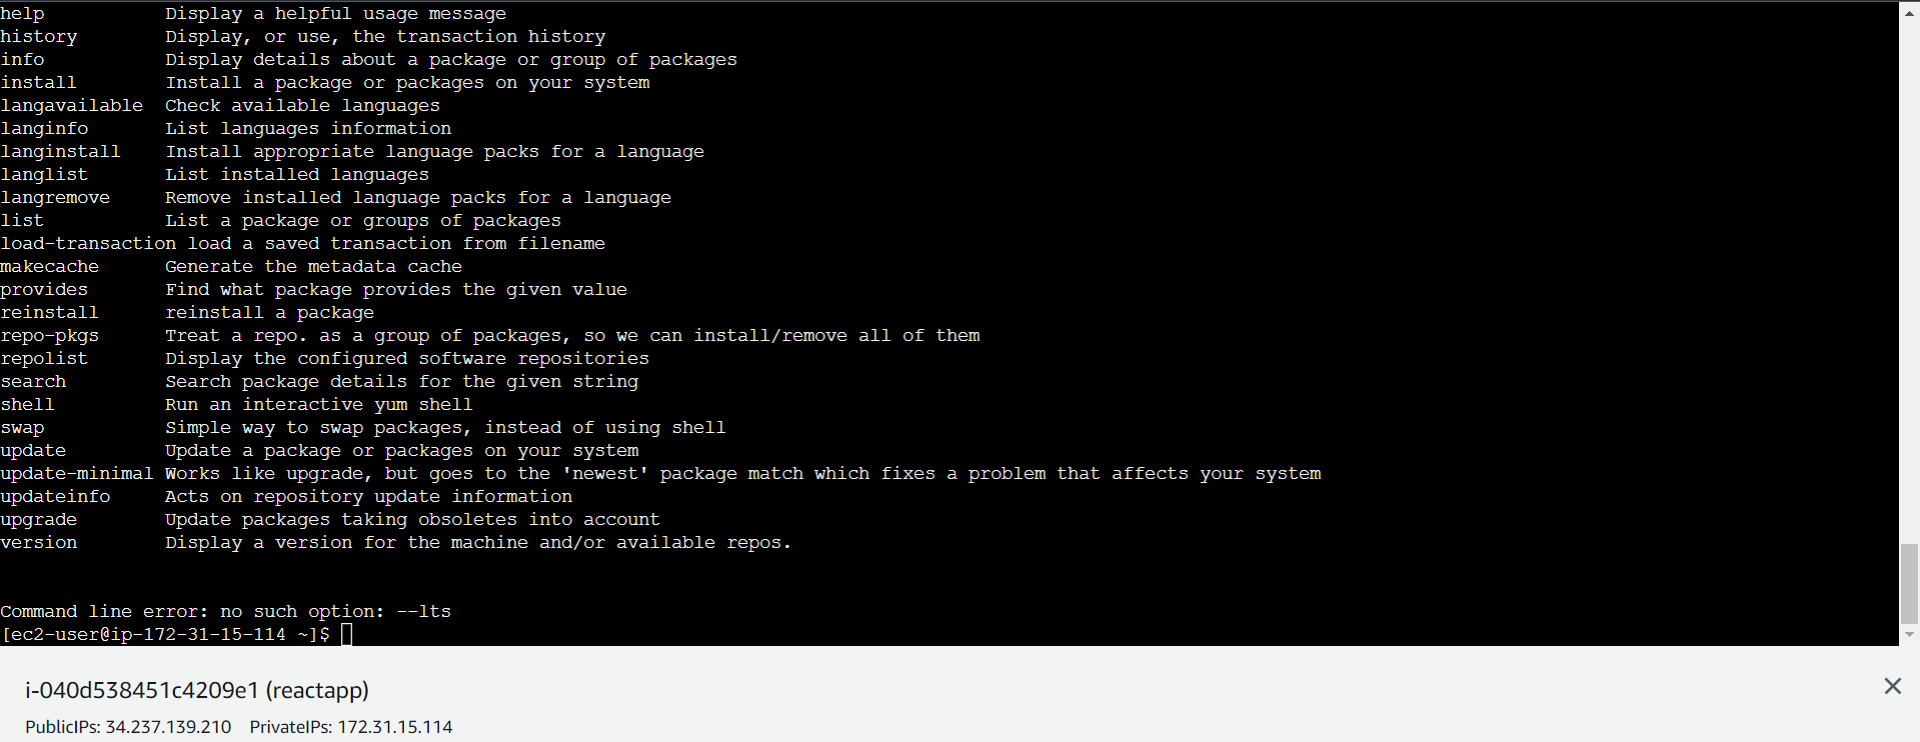 help           Display a helpful usage message
history        Display, or use, the transaction history
info           Display details about a package or group of packages
install        Install a package or packages on your system
langavailable  Check available languages
langinfo       List languages information
langinstall    Install appropriate language packs for a language
langlist       List installed languages
langremove     Remove installed language packs for a language
list           List a package or groups of packages
load-transaction load a saved transaction from filename
makecache      Generate the metadata cache
provides       Find what package provides the given value
reinstall      reinstall a package
repo-pkgs      Treat a repo. as a group of packages, so we can install/remove all of them
repolist       Display the configured software repositories
search         Search package details for the given string
shell          Run an interactive yum shell
swap           Simple way to swap packages, instead of using shell
update         Update a package or packages on your system
update-minimal Works like upgrade, but goes to the 'newest' package match which fixes a problem that affects your system
updateinfo     Acts on repository update information
upgrade        Update packages taking obsoletes into account
version        Display a version for the machine and/or available repos.
Command line error: no such option: --lts
[ec2-user@ip-172-31-15-114 ~]$
i-040d538451c4209e1 (reactapp)
PublicIPs: 34.237.139.210 PrivateIPs: 172.31.15.114